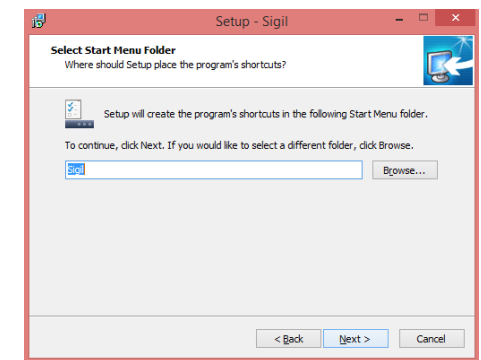 Setup - Sigil
Select Start Menu Folder
Where should Setup place the program's shortcuts?
Setup will create the program's shortcuts in the following Start Menu folder.
To continue, click Next. If you would like to select a different folder, click Browse.
Sigil
Browse...
< Back
Next >
Cancel